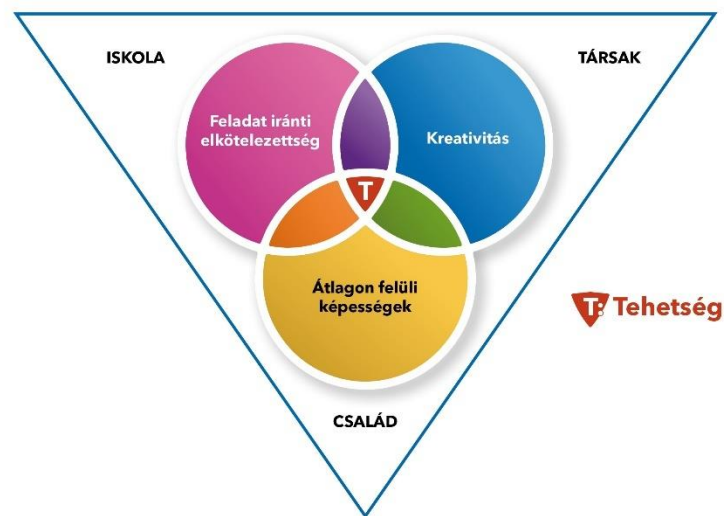 ISKOLA
TÁRSAK
Feladat iránti
elkötelezettség
Kreativitás
T
Átlagon felüli
képességek
T: Tehetség
CSALÁD